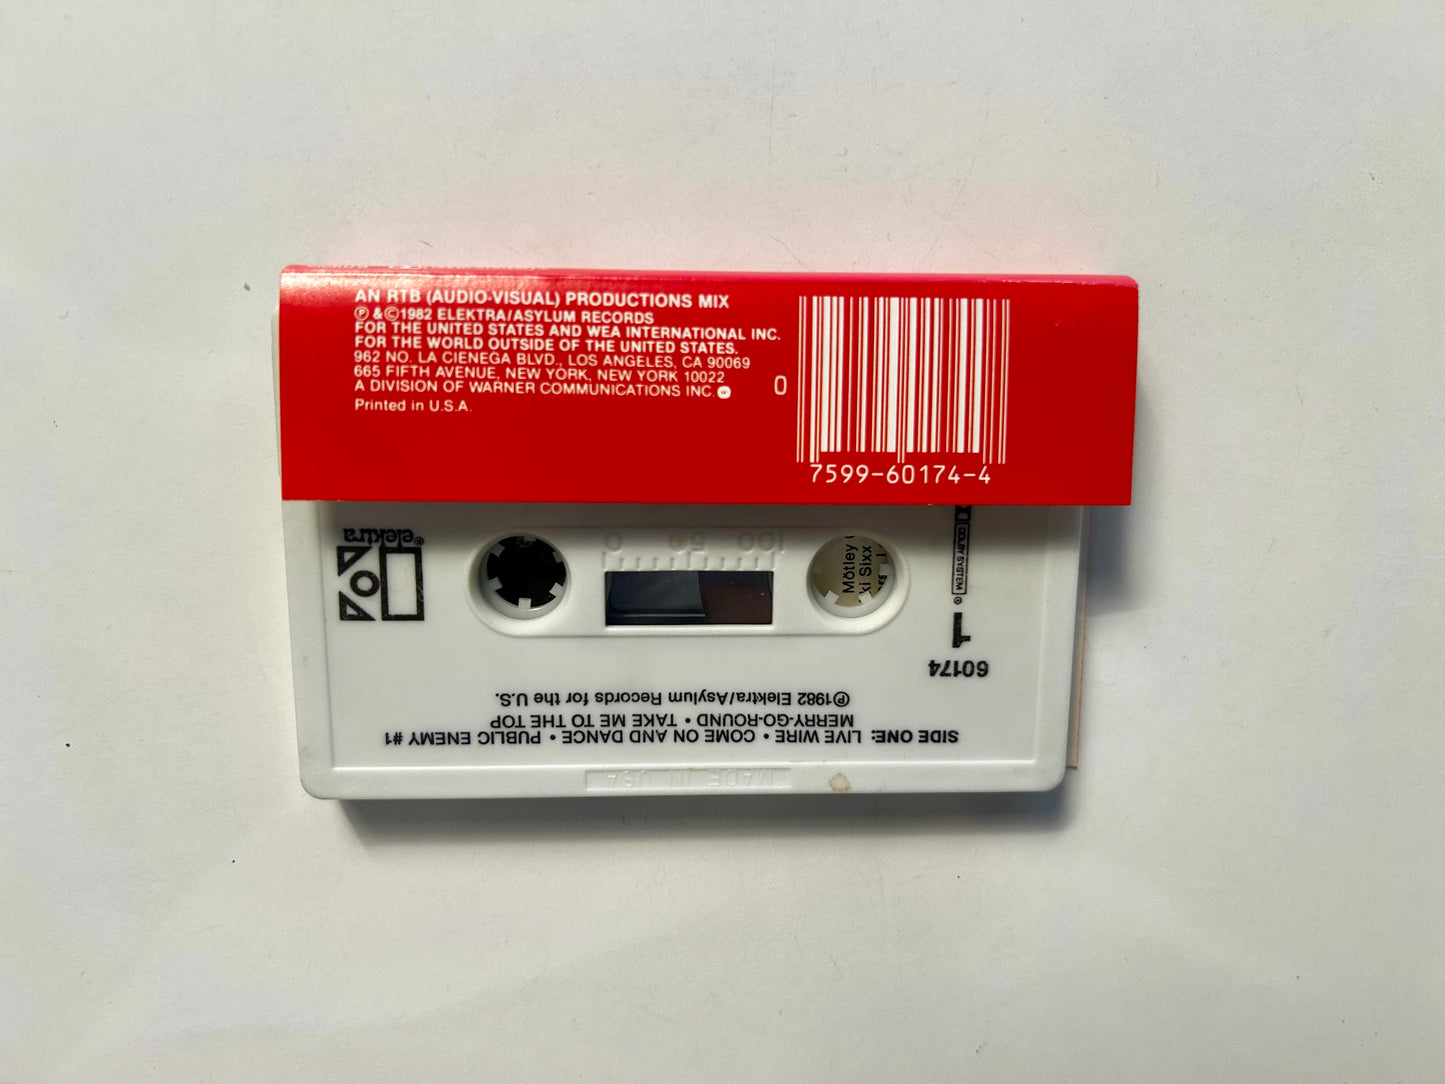 AN RTB (AUDIO-VISUAL) PRODUCTIONS MIX
Ⓟ &©1982 ELEKTRA/ASYLUM RECORDS
FOR THE UNITED STATES AND WEA INTERNATIONAL INC.
FOR THE WORLD OUTSIDE OF THE UNITED STATES.
962 NO. LA CIENEGA BLVD., LOS ANGELES, CA 90069
665 FIFTH AVENUE, NEW YORK, NEW YORK 10022
A DIVISION OF WARNER COMMUNICATIONS INC.
Printed in U.S.A.
0
7599-60174-4
elektra®
0 50 100
Mötley
ki Sixx
DOLBY SYSTEM
1
60174
SIDE ONE: LIVE WIRE • COME ON AND DANCE • PUBLIC ENEMY #1
MERRY-GO-ROUND • TAKE ME TO THE TOP
Ⓟ1982 Elektra/Asylum Records for the U.S.
MADE IN USA